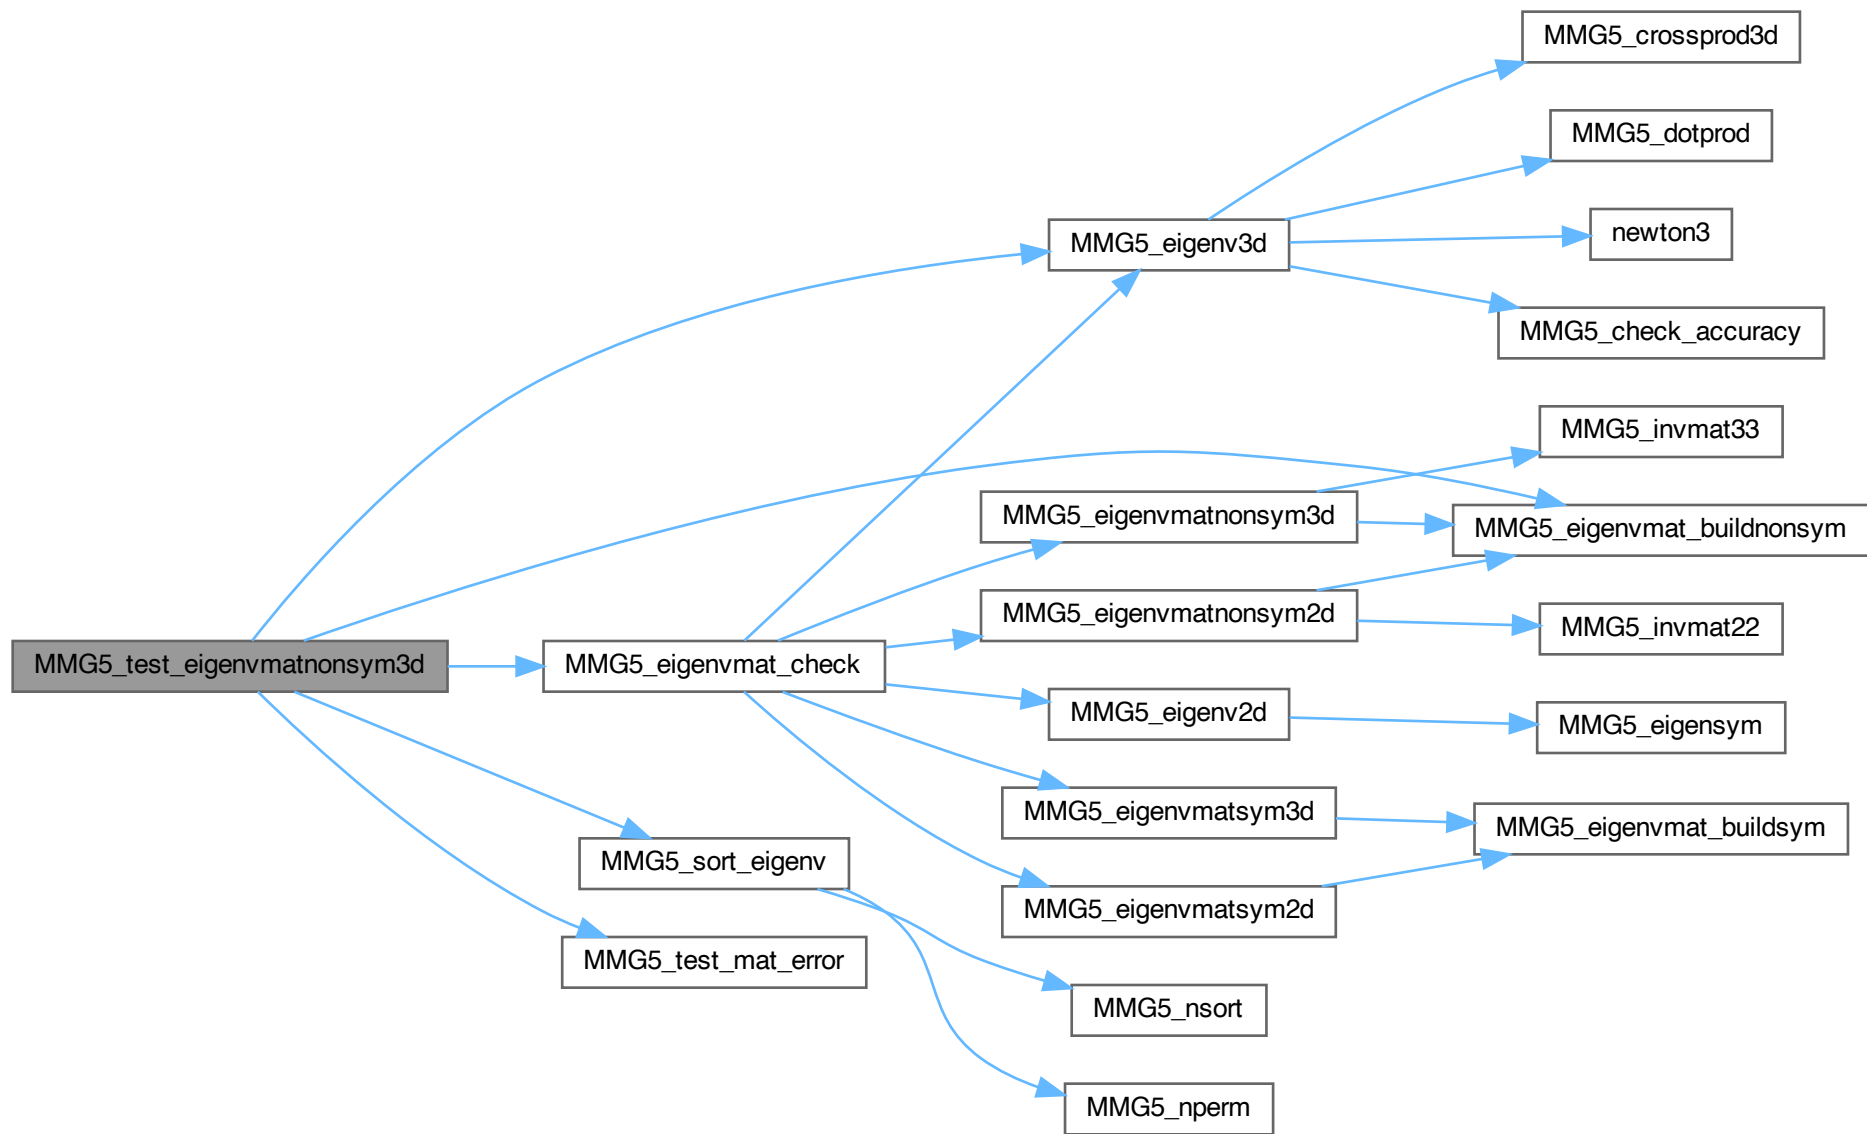 MMG5_crossprod3d
MMG5_dotprod
MMG5_eigenv3d
newton3
MMG5_check_accuracy
MMG5_invmat33
MMG5_eigenvmatnonsym3d
MMG5_eigenvmat_buildnonsym
MMG5_eigenvmatnonsym2d
MMG5_invmat22
MMG5_test_eigenvmatnonsym3d
MMG5_eigenvmat_check
MMG5_eigenv2d
MMG5_eigensym
MMG5_eigenvmatsym3d
MMG5_eigenvmat_buildsym
MMG5_sort_eigenv
MMG5_eigenvmatsym2d
MMG5_test_mat_error
MMG5_nsort
MMG5_nperm